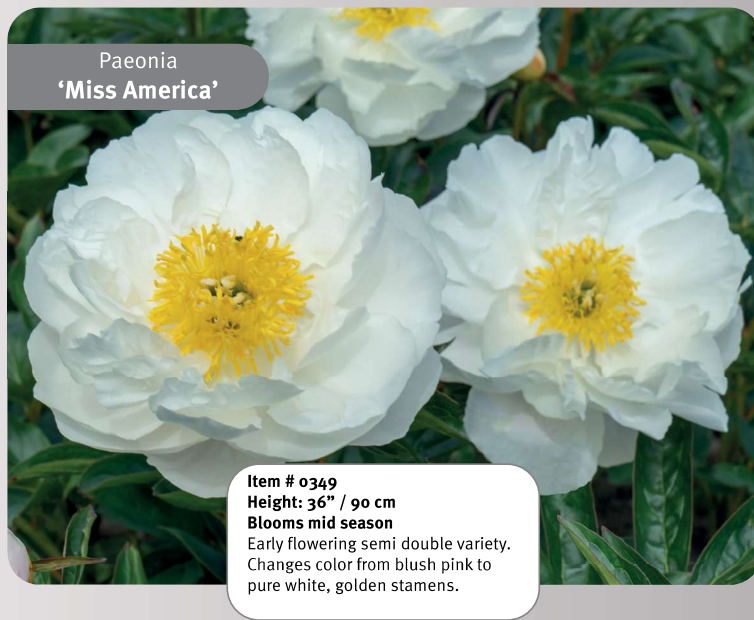 Paeonia
‘Miss America’
Item # 0349
Height: 36” / 90 cm
Blooms mid season
Early flowering semi double variety.
Changes color from blush pink to
pure white, golden stamens.